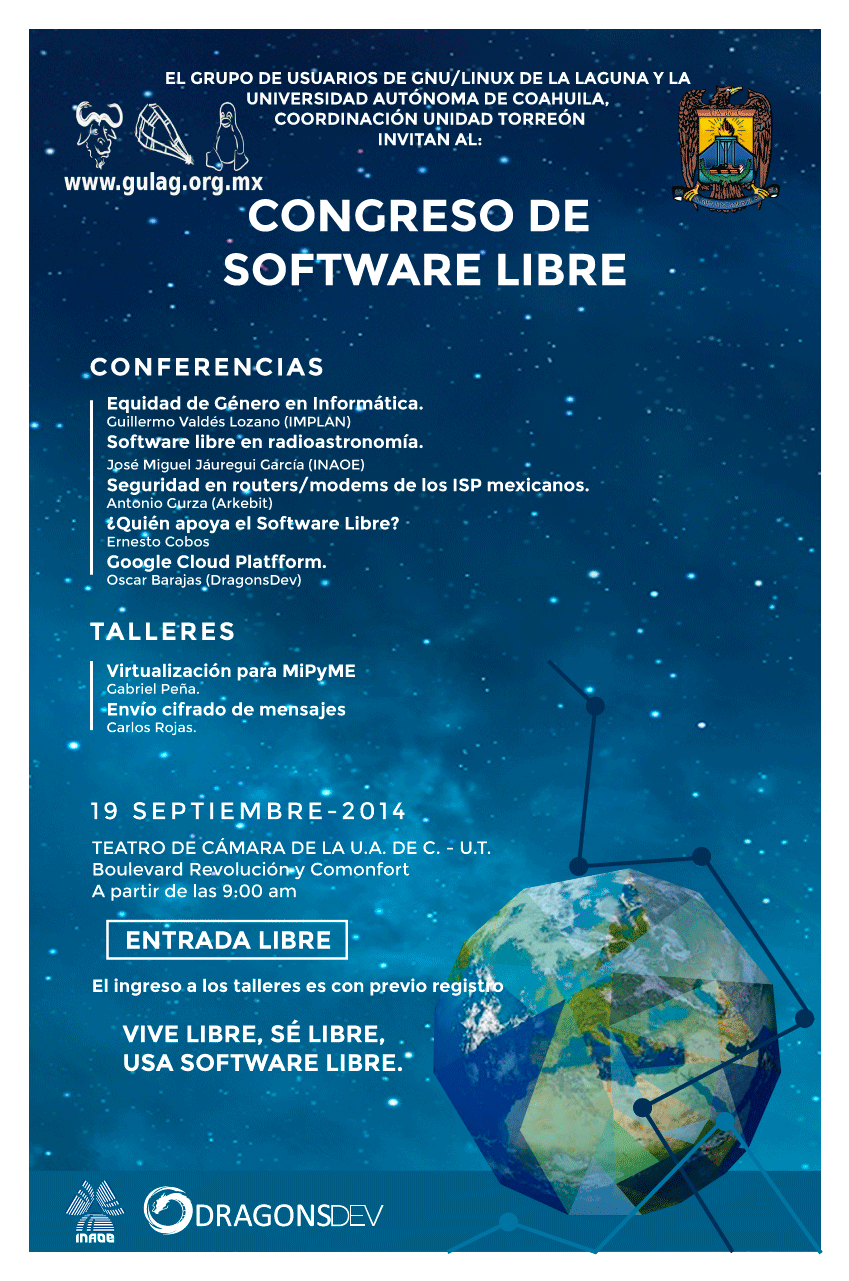 EL GRUPO DE USUARIOS DE GNU/LINUX DE LA LAGUNA Y LA
UNIVERSIDAD AUTÓNOMA DE COAHUILA,
COORDINACIÓN UNIDAD TORREÓN
INVITAN AL:
www.gulag.org.mx
CONGRESO DE
SOFTWARE LIBRE
CONFERENCIAS
Equidad de Género en Informática.
Guillermo Valdés Lozano (IMPLAN)
Software libre en radioastronomía.
José Miguel Jáuregui García (INAOE)
Seguridad en routers/modems de los ISP mexicanos.
Antonio Gurza (Arkebit)
¿Quién apoya el Software Libre?
Ernesto Cobos
Google Cloud Platfform.
Oscar Barajas (DragonsDev)
TALLERES
Virtualización para MiPyME
Gabriel Peña.
Envío cifrado de mensajes
Carlos Rojas.
19 SEPTIEMBRE-2014
TEATRO DE CÁMARA DE LA U.A. DE C. - U.T.
Boulevard Revolución y Comonfort
A partir de las 9:00 am
ENTRADA LIBRE
El ingreso a los talleres es con previo registro
VIVE LIBRE, SÉ LIBRE,
USA SOFTWARE LIBRE.
INAOE
DRAGONSDEV